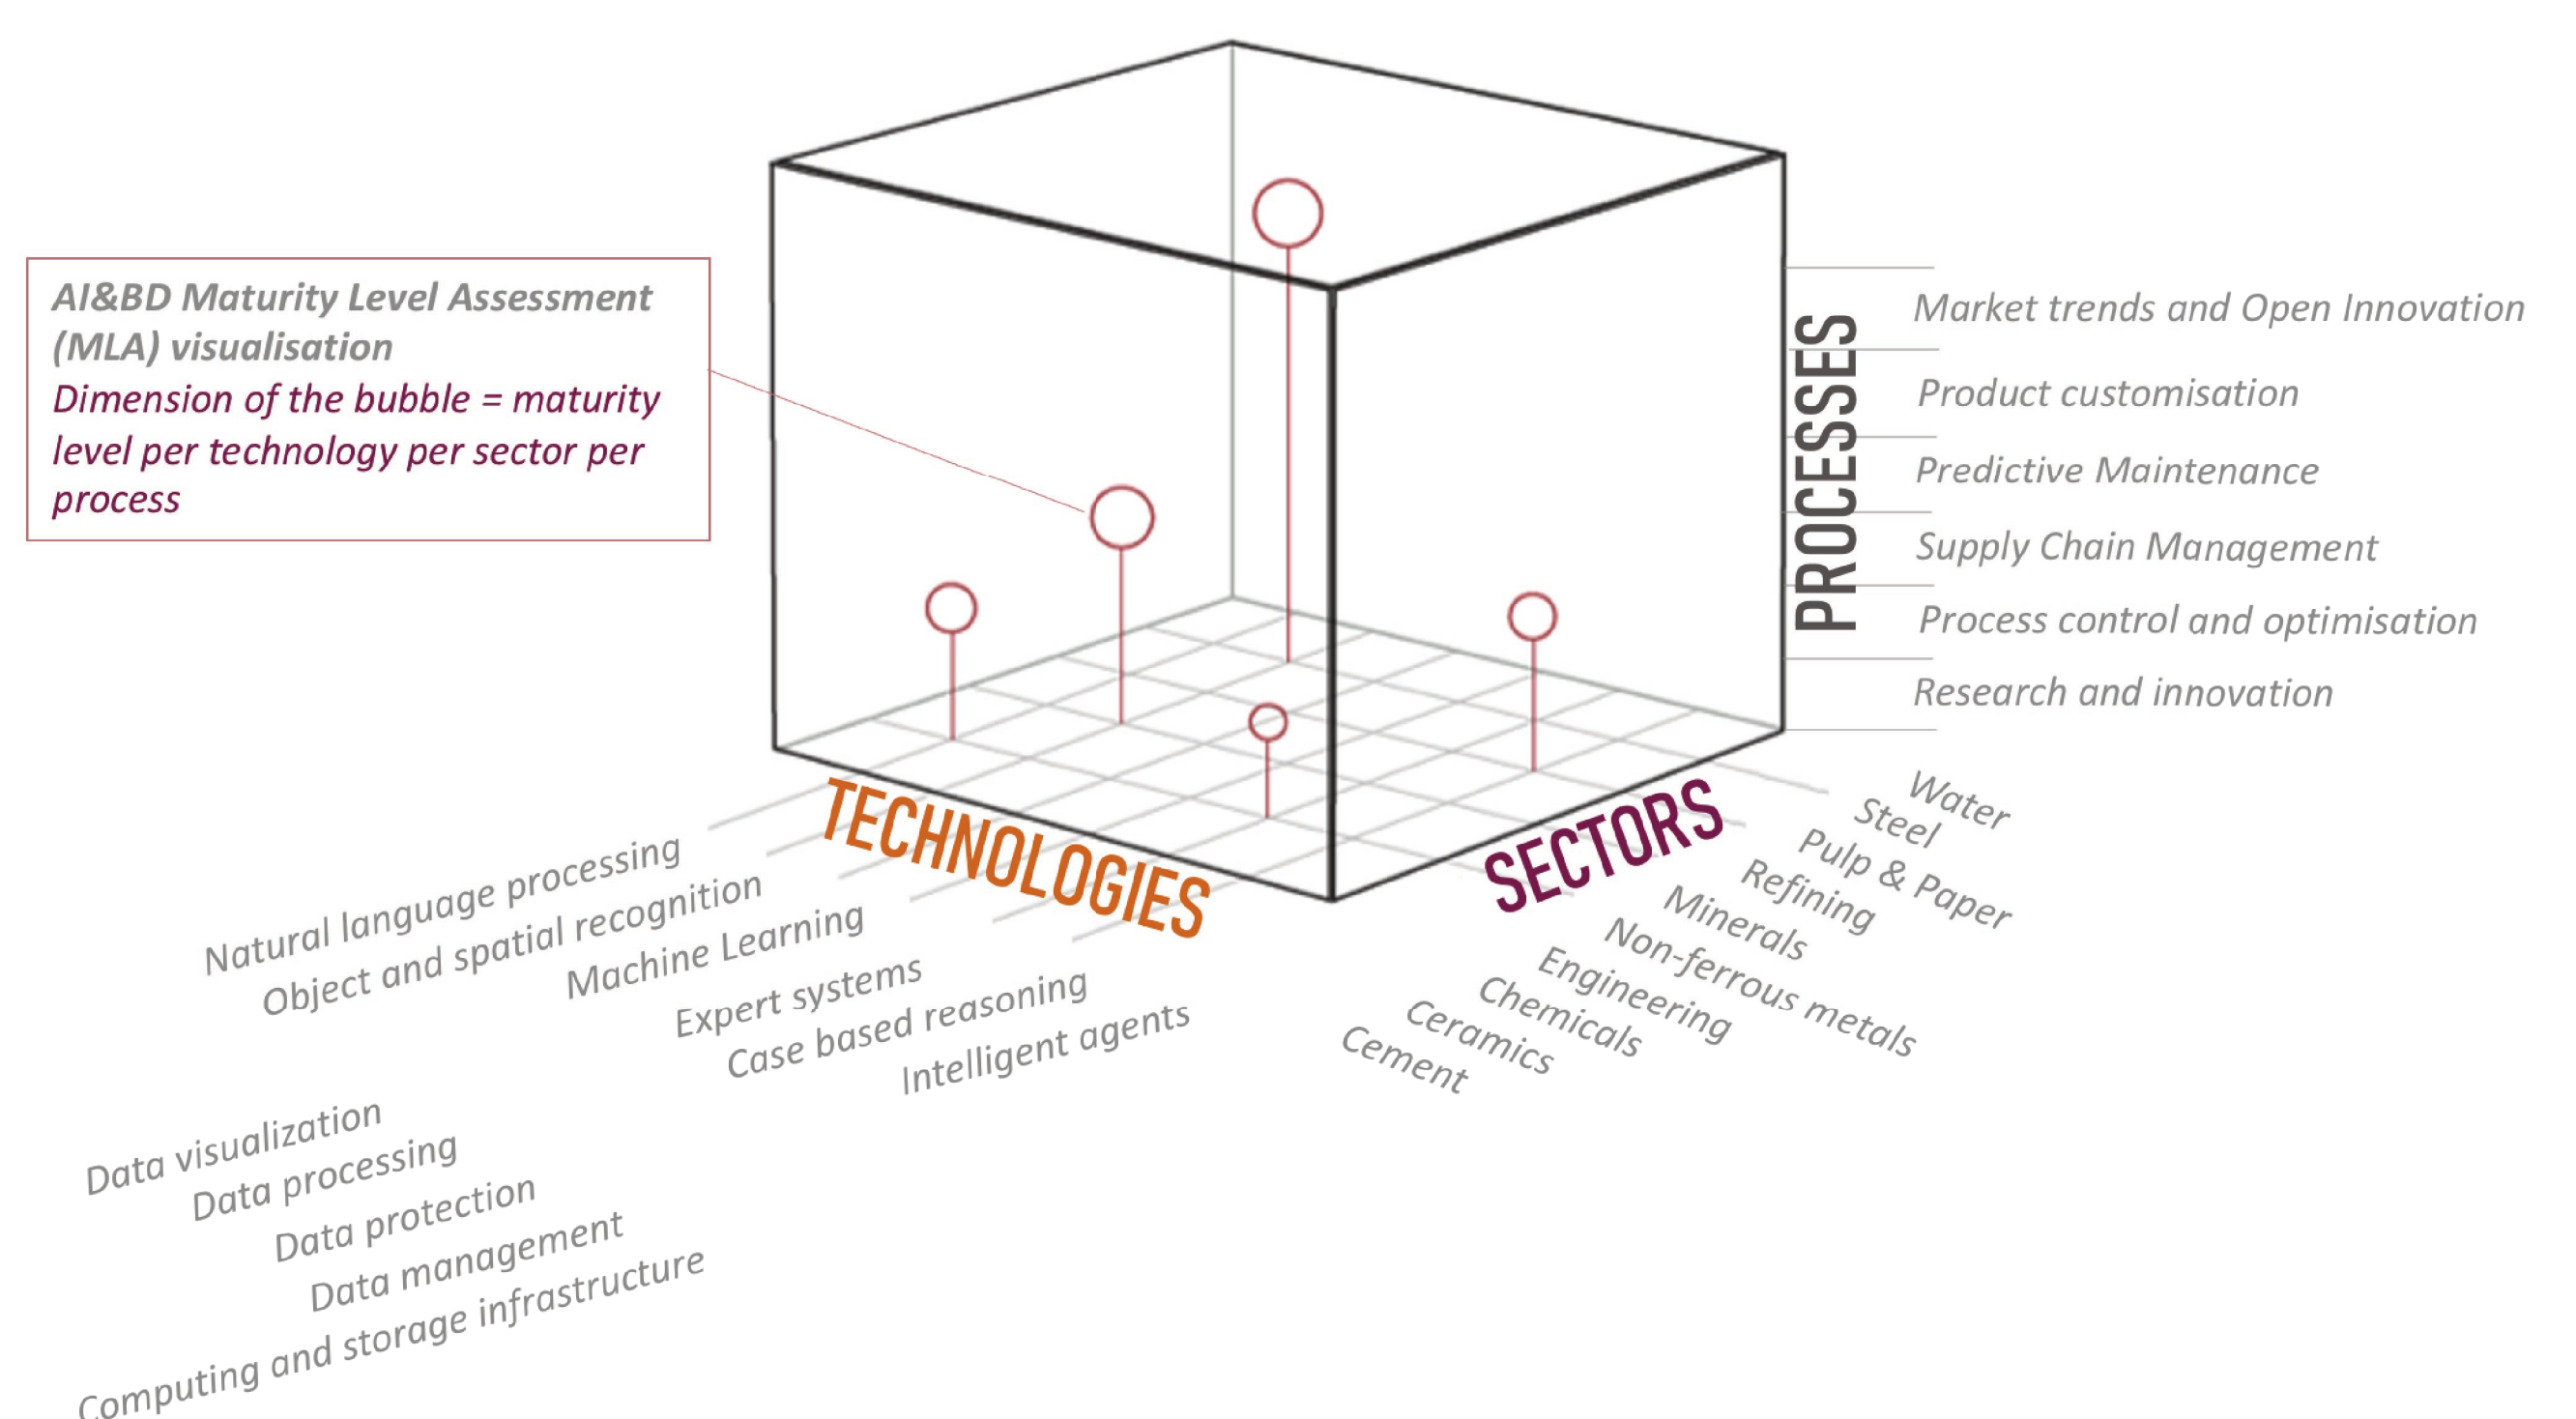 AI&BD Maturity Level Assessment
(MLA) visualisation
Dimension of the bubble = maturity
level per technology per sector per
process
PROCESSES
Market trends and Open Innovation
Product customisation
Predictive Maintenance
Supply Chain Management
Process control and optimisation
Research and innovation
TECHNOLOGIES
Natural language processing
Object and spatial recognition
Machine Learning
Expert systems
Case based reasoning
Intelligent agents
SECTORS
Water
Steel
Pulp & Paper
Refining
Minerals
Non-ferrous metals
Engineering
Chemicals
Ceramics
Cement
Data visualization
Data processing
Data protection
Data management
Computing and storage infrastructure